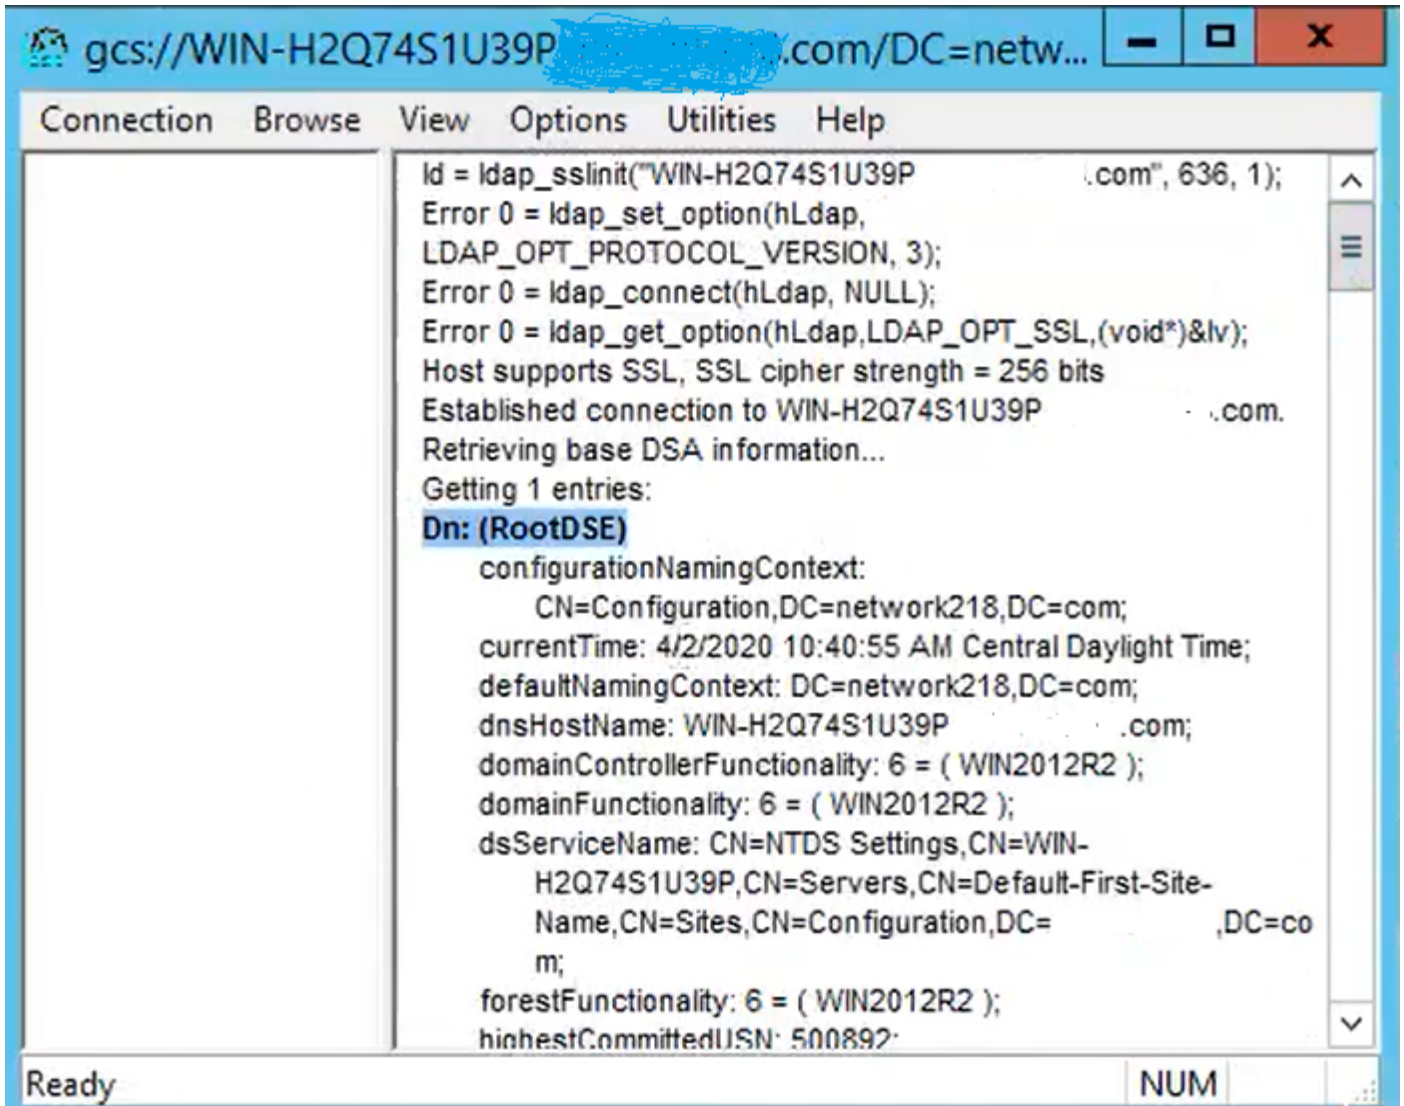 gcs://WIN-H2Q74S1U39P .com/DC=netw...
Connection Browse View Options Utilities Help
ld = ldap_sslinit("WIN-H2Q74S1U39P .com", 636, 1);
Error 0 = ldap_set_option(hLdap,
LDAP_OPT_PROTOCOL_VERSION, 3);
Error 0 = ldap_connect(hLdap, NULL);
Error 0 = ldap_get_option(hLdap,LDAP_OPT_SSL,(void*)&lv);
Host supports SSL, SSL cipher strength = 256 bits
Established connection to WIN-H2Q74S1U39P .com.
Retrieving base DSA information...
Getting 1 entries:
Dn: (RootDSE)
configurationNamingContext:
CN=Configuration,DC=network218,DC=com;
currentTime: 4/2/2020 10:40:55 AM Central Daylight Time;
defaultNamingContext: DC=network218,DC=com;
dnsHostName: WIN-H2Q74S1U39P .com;
domainControllerFunctionality: 6 = ( WIN2012R2 );
domainFunctionality: 6 = ( WIN2012R2 );
dsServiceName: CN=NTDS Settings,CN=WIN-
H2Q74S1U39P,CN=Servers,CN=Default-First-Site-
Name,CN=Sites,CN=Configuration,DC= ,DC=co
m;
forestFunctionality: 6 = ( WIN2012R2 );
highestCommittedUSN: 500892;
Ready NUM